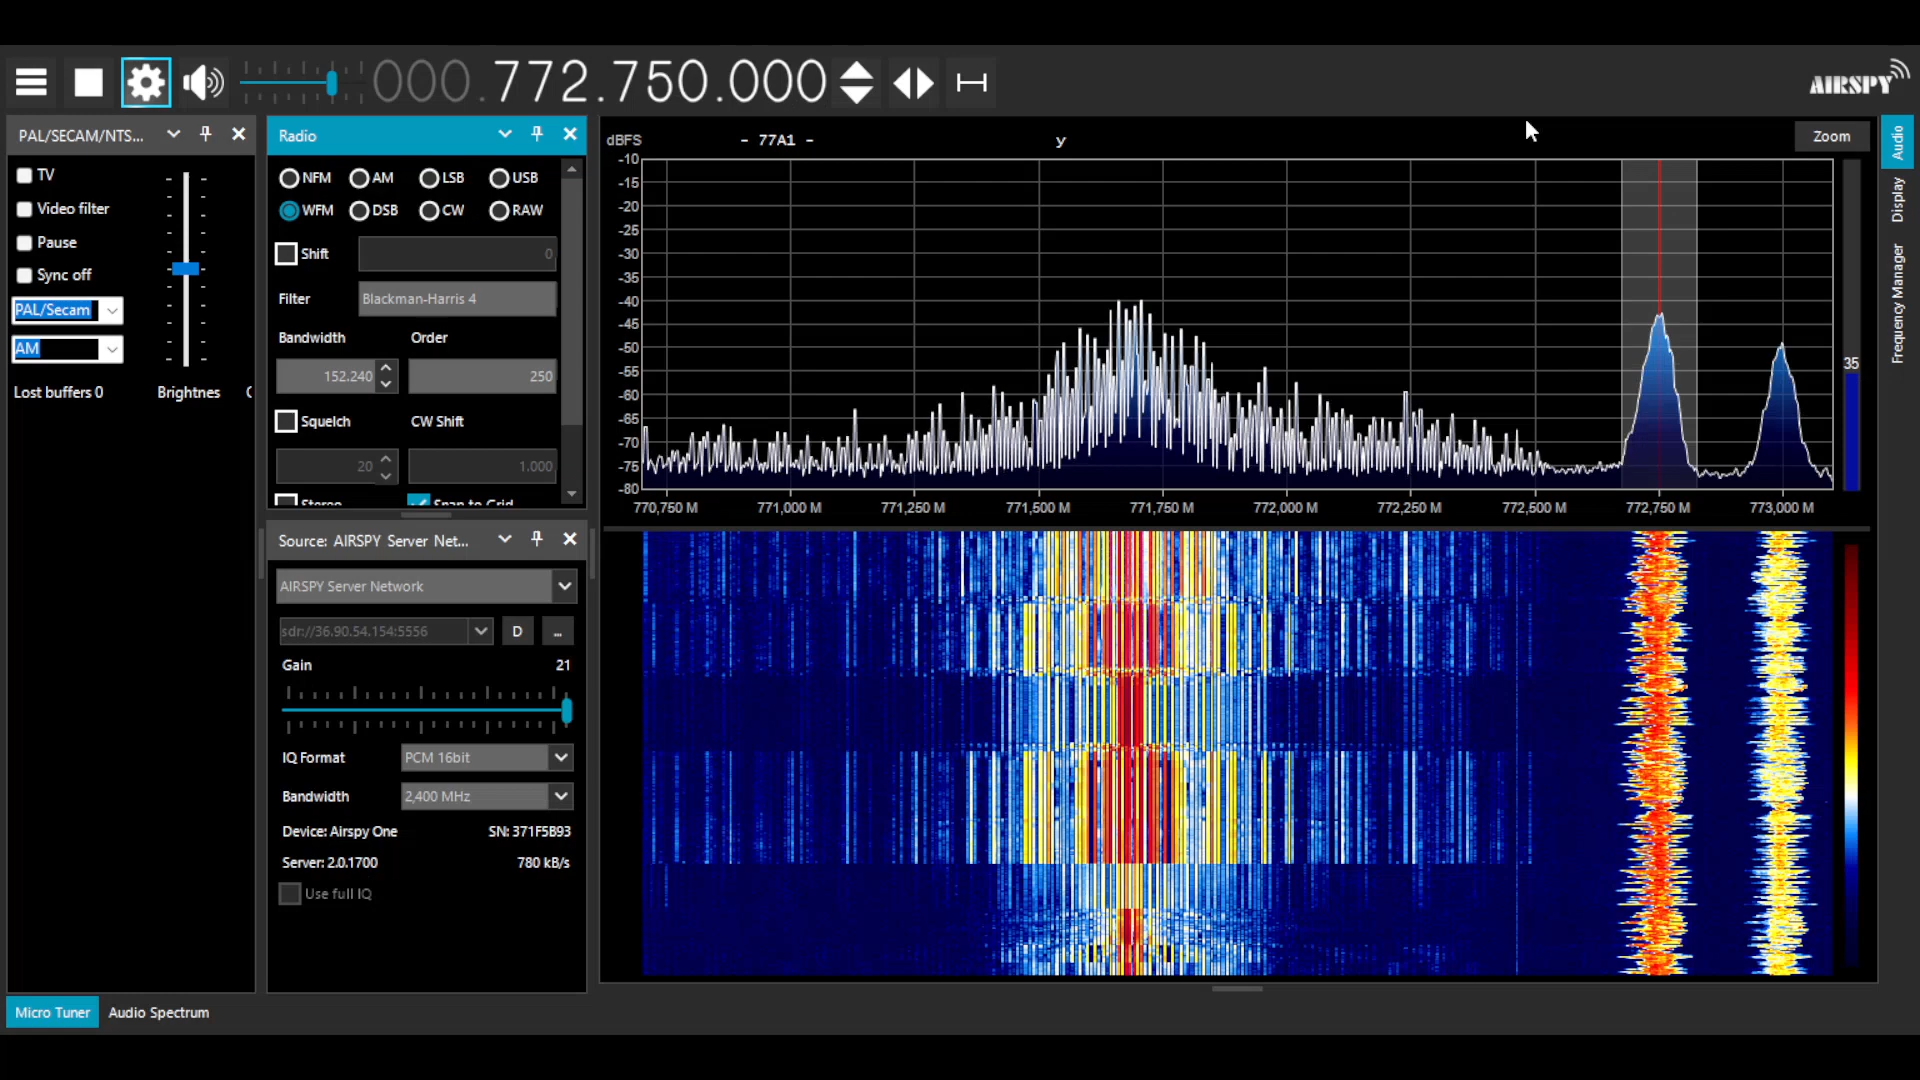 000.772.750.000
AIRSPY
PAL/SECAM/NTS...
TV
Video filter
Pause
Sync off
PAL/Secam
AM
Lost buffers 0
Brightnes
Radio
NFM AM LSB USB
WFM DSB CW RAW
Shift 0
Filter Blackman-Harris 4
Bandwidth Order
152.240 250
Squelch CW Shift
20 1.000
Stereo Snap to Grid
Source: AIRSPY Server Net...
AIRSPY Server Network
sdr://36.90.54.154:5556 D ...
Gain 21
IQ Format PCM 16bit
Bandwidth 2,400 MHz
Device: Airspy One SN: 371F5B93
Server: 2.0.1700 780 kB/s
Use full IQ
dBFS - 77A1 - y
Zoom
-10
-15
-20
-25
-30
-35
-40
-45
-50
-55
-60
-65
-70
-75
-80
35
770,750 M 771,000 M 771,250 M 771,500 M 771,750 M 772,000 M 772,250 M 772,500 M 772,750 M 773,000 M
Audio
Display
Frequency Manager
Micro Tuner Audio Spectrum